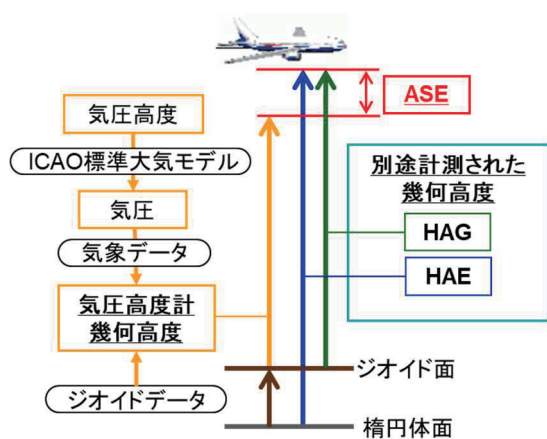 ASE
気圧高度
ICAO標準大気モデル
気圧
気象データ
気圧高度計
幾何高度
ジオイドデータ
別途計測された
幾何高度
HAG
HAE
ジオイド面
楕円体面